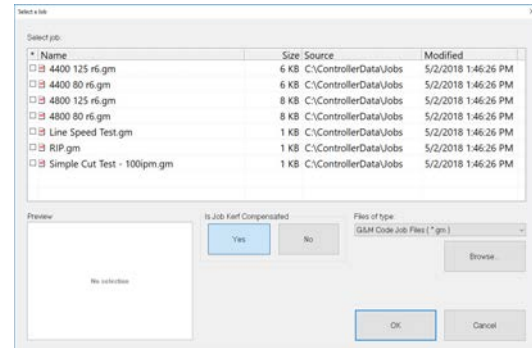 Select a Job
Select job:
* Name Size Source Modified
4400 125 r6.gm 6 KB C:\ControllerData\Jobs 5/2/2018 1:46:26 PM
4400 80 r6.gm 6 KB C:\ControllerData\Jobs 5/2/2018 1:46:26 PM
4800 125 r6.gm 8 KB C:\ControllerData\Jobs 5/2/2018 1:46:26 PM
4800 80 r6.gm 8 KB C:\ControllerData\Jobs 5/2/2018 1:46:26 PM
Line Speed Test.gm 1 KB C:\ControllerData\Jobs 5/2/2018 1:46:26 PM
RIP.gm 1 KB C:\ControllerData\Jobs 5/2/2018 1:46:26 PM
Simple Cut Test - 100ipm.gm 1 KB C:\ControllerData\Jobs 5/2/2018 1:46:26 PM
Preview Is Job Kerf Compensated Files of type:
Yes No G&M Code Job Files ( *.gm )
Browse...
No selection
OK Cancel